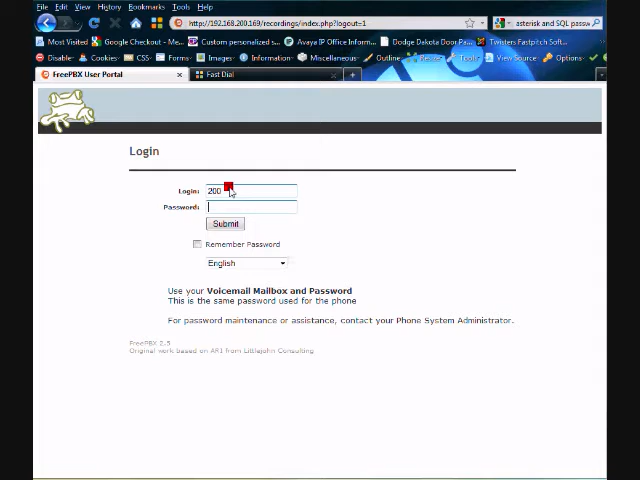 File Edit View History Bookmarks Tools Help
http://192.168.200.169/recordings/index.php?logout=1
asterisk and SQL passw
Most Visited Google Checkout - Me... Custom personalized s... Avaya IP Office Inform... Dodge Dakota Door Pa... Twisters Fastpitch Soft...
Disable Cookies CSS Forms Images Information Miscellaneous Outline Resize Tools View Source Options
FreePBX User Portal
Fast Dial
Login
Login: 200
Password:
Submit
Remember Password
English
Use your Voicemail Mailbox and Password
This is the same password used for the phone
For password maintenance or assistance, contact your Phone System Administrator.
FreePBX 2.5
Original work based on ARI from Littlejohn Consulting